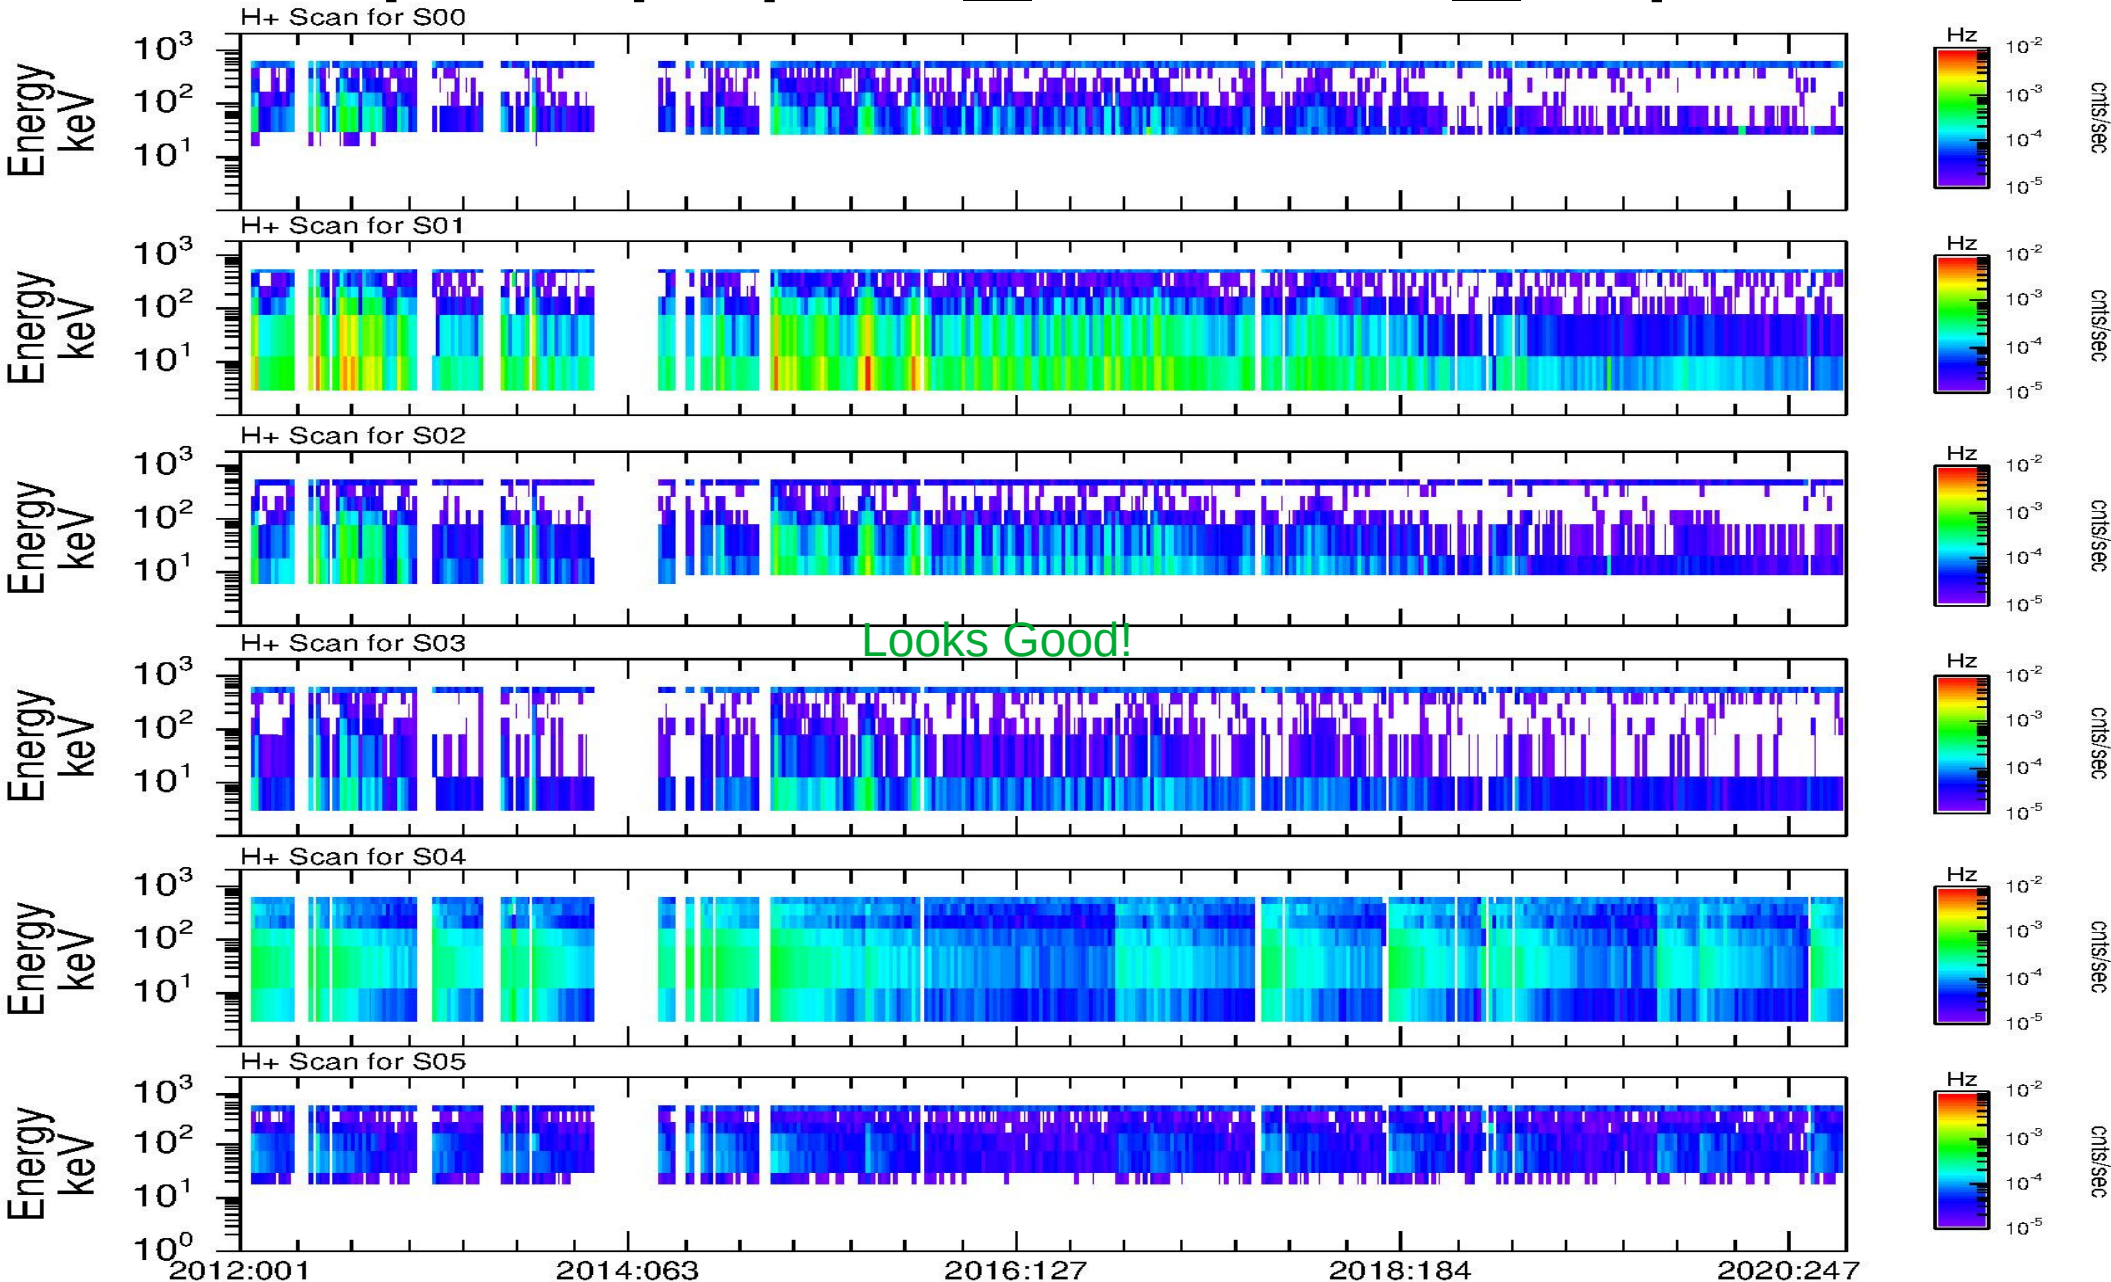 H+ Scan for S00
Energy
keV
10³
10²
10¹
Hz
10⁻²
10⁻³
10⁻⁴
10⁻⁵
cnts/sec
H+ Scan for S01
Energy
keV
10³
10²
10¹
Hz
10⁻²
10⁻³
10⁻⁴
10⁻⁵
cnts/sec
H+ Scan for S02
Energy
keV
10³
10²
10¹
Hz
10⁻²
10⁻³
10⁻⁴
10⁻⁵
cnts/sec
Looks Good!
H+ Scan for S03
Energy
keV
10³
10²
10¹
Hz
10⁻²
10⁻³
10⁻⁴
10⁻⁵
cnts/sec
H+ Scan for S04
Energy
keV
10³
10²
10¹
Hz
10⁻²
10⁻³
10⁻⁴
10⁻⁵
cnts/sec
H+ Scan for S05
Energy
keV
10³
10²
10¹
10⁰
Hz
10⁻²
10⁻³
10⁻⁴
10⁻⁵
cnts/sec
2012:001 2014:063 2016:127 2018:184 2020:247